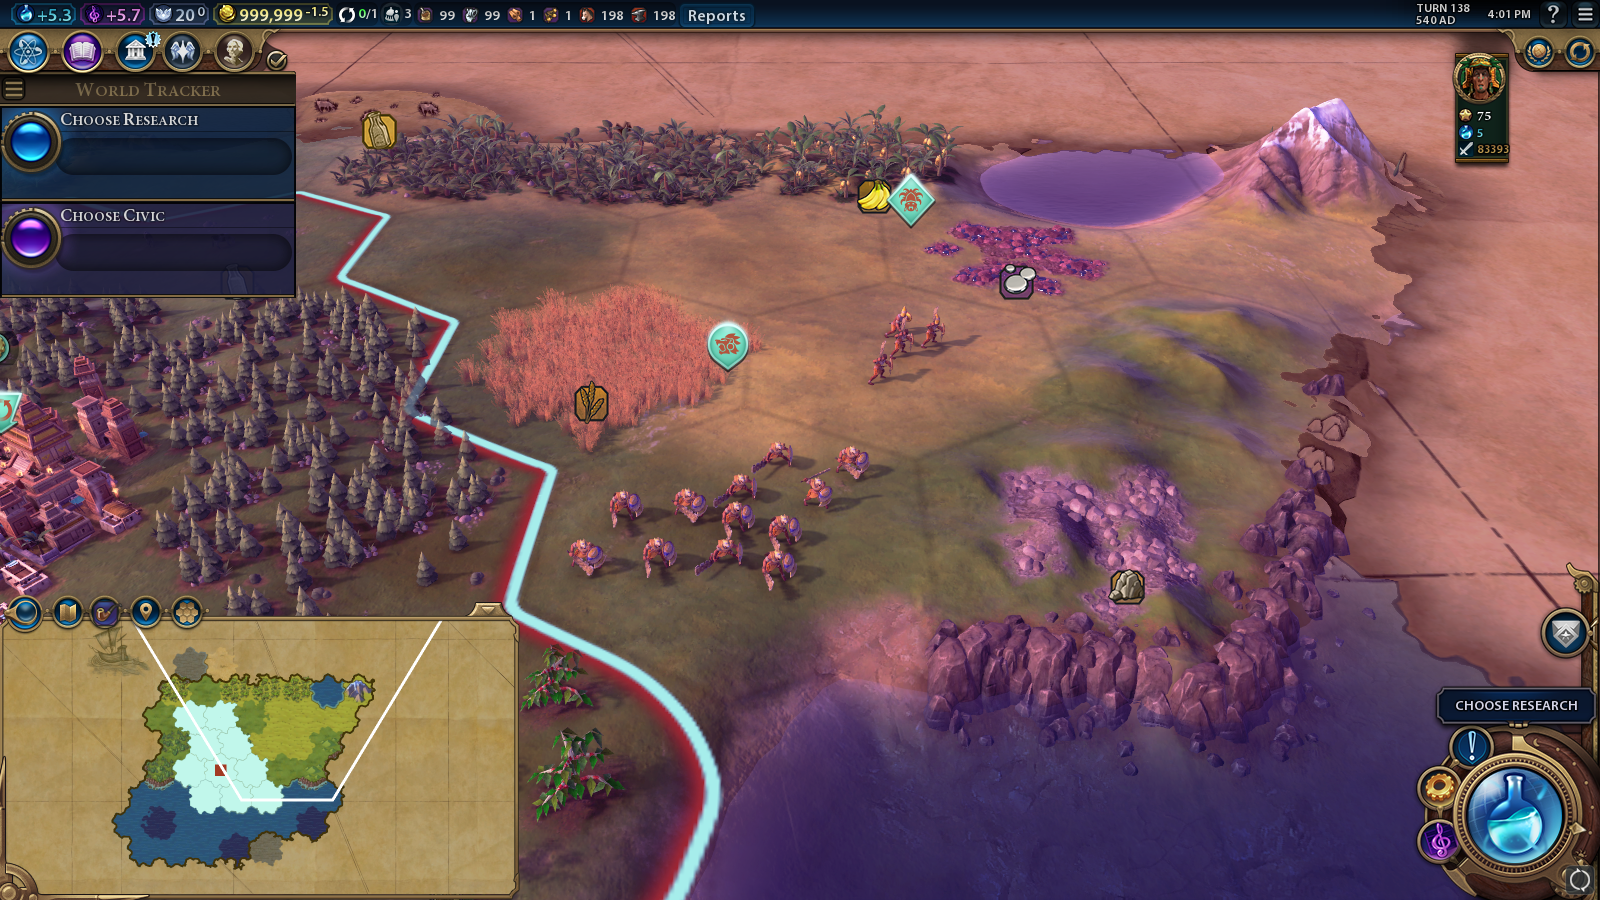 +5.3 +5.7 20 0 999,999 -1.5 0/1 3 99 99 1 1 198 198 Reports
TURN 138
540 AD
4:01 PM ?
WORLD TRACKER
CHOOSE RESEARCH
CHOOSE CIVIC
75
5
83393
CHOOSE RESEARCH